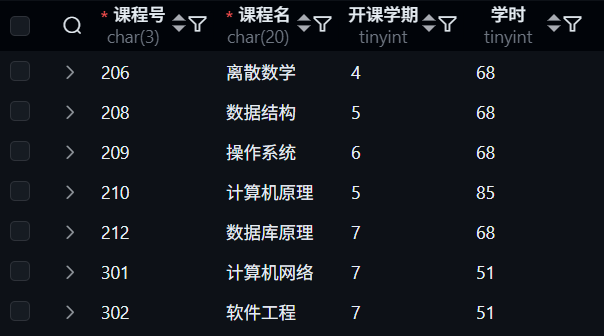 * 课程号 * 课程名 开课学期 学时
char(3) char(20) tinyint tinyint
206 离散数学 4 68
208 数据结构 5 68
209 操作系统 6 68
210 计算机原理 5 85
212 数据库原理 7 68
301 计算机网络 7 51
302 软件工程 7 51